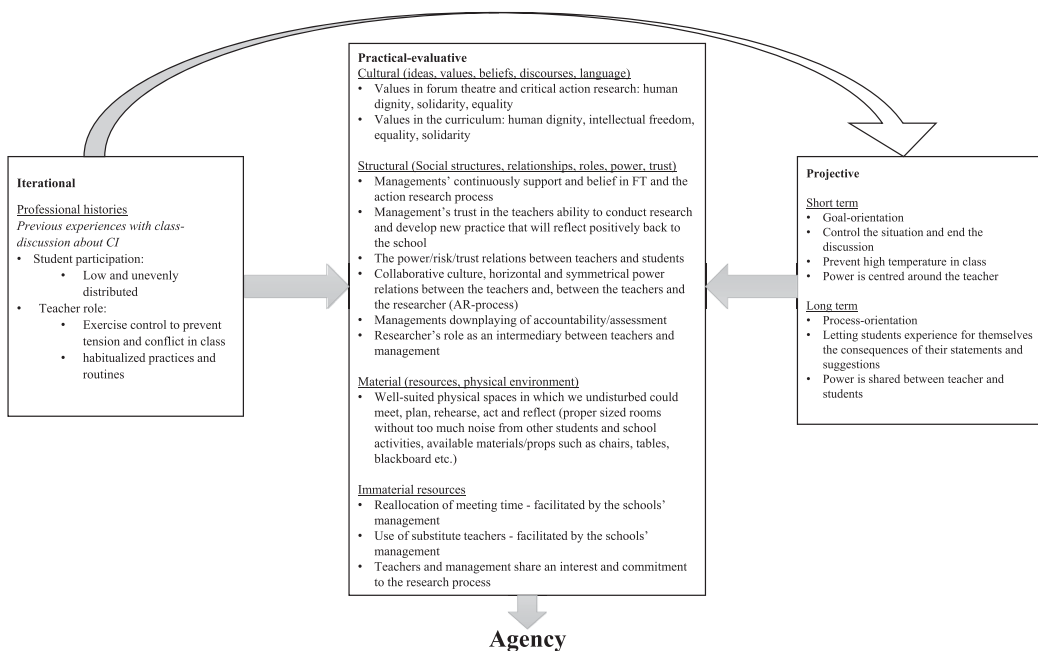 Iterational
Professional histories
Previous experiences with class-
discussion about CI
• Student participation:
• Low and unevenly
distributed
• Teacher role:
• Exercise control to prevent
tension and conflict in class
• habitualized practices and
routines
Practical-evaluative
Cultural (ideas, values, beliefs, discourses, language)
• Values in forum theatre and critical action research: human
dignity, solidarity, equality
• Values in the curriculum: human dignity, intellectual freedom,
equality, solidarity
Structural (Social structures, relationships, roles, power, trust)
• Managements' continuously support and belief in FT and the
action research process
• Management's trust in the teachers ability to conduct research
and develop new practice that will reflect positively back to
the school
• The power/risk/trust relations between teachers and students
• Collaborative culture, horizontal and symmetrical power
relations between the teachers and, between the teachers and
the researcher (AR-process)
• Managements downplaying of accountability/assessment
• Researcher's role as an intermediary between teachers and
management
Material (resources, physical environment)
• Well-suited physical spaces in which we undisturbed could
meet, plan, rehearse, act and reflect (proper sized rooms
without too much noise from other students and school
activities, available materials/props such as chairs, tables,
blackboard etc.)
Immaterial resources
• Reallocation of meeting time - facilitated by the schools'
management
• Use of substitute teachers - facilitated by the schools'
management
• Teachers and management share an interest and commitment
to the research process
Projective
Short term
• Goal-orientation
• Control the situation and end the
discussion
• Prevent high temperature in class
• Power is centred around the teacher
Long term
• Process-orientation
• Letting students experience for themselves
the consequences of their statements and
suggestions
• Power is shared between teacher and
students
Agency